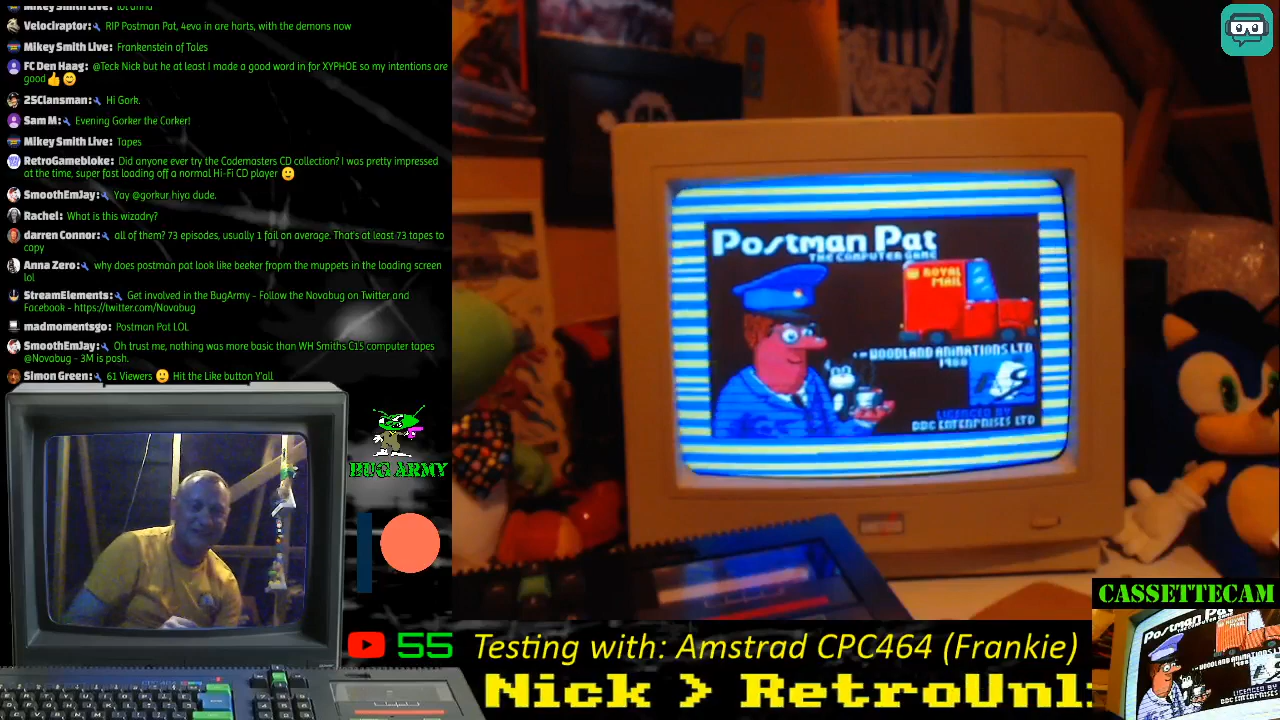 Mikey Smith Live: lol anna
Velociraptor: RIP Postman Pat, 4eva in are harts, with the demons now
Mikey Smith Live: Frankenstein of Tales
FC Den Haag: @Teck Nick but he at least I made a good word in for XYPHOE so my intentions are
good👍😊
2SClansman: Hi Gork.
Sam M: Evening Gorker the Corker!
Mikey Smith Live: Tapes
RetroGamebloke: Did anyone ever try the Codemasters CD collection? I was pretty impressed
at the time, super fast loading off a normal Hi-Fi CD player 🙂
SmoothEmJay: Yay @gorkur hiya dude.
Rachel: What is this wizadry?
darren Connor: all of them? 73 episodes, usually 1 fail on average. That's at least 73 tapes to
copy
Anna Zero: why does postman pat look like beeker fropm the muppets in the loading screen
lol
StreamElements: Get involved in the BugArmy - Follow the Novabug on Twitter and
Facebook - https://twitter.com/Novabug
madmomentsgo: Postman Pat LOL
SmoothEmJay: Oh trust me, nothing was more basic than WH Smiths C15 computer tapes
@Novabug - 3M is posh.
Simon Green: 61 Viewers 🙂 Hit the Like button Y'all
BUG ARMY
Postman Pat
THE COMPUTER GAME
ROYAL
MAIL
WOODLAND ANIMATIONS LTD
LICENCED BY
BBC ENTERPRISES LTD
CASSETTECAM
55
Testing with: Amstrad CPC464 (Frankie)
Nick > RetroUnl